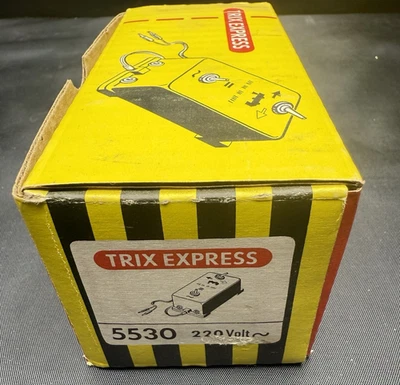 TRIX EXPRESS
TRIX EXPRESS
5530 220 Volt ~